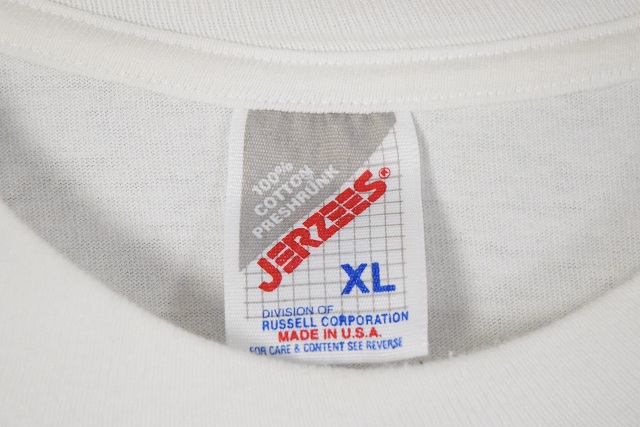 100%
COTTON
PRESHRUNK
JERZEES®
XL
DIVISION OF
RUSSELL CORPORATION
MADE IN U.S.A.
FOR CARE & CONTENT SEE REVERSE